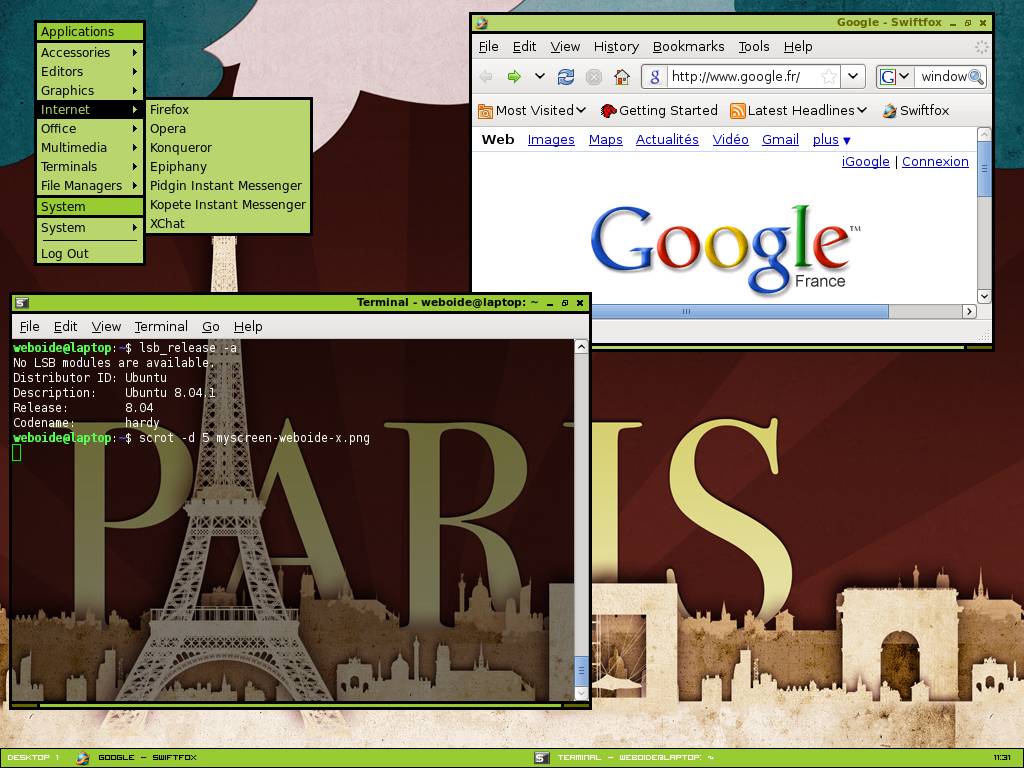 Applications
Accessories
Editors
Graphics
Internet
Office
Multimedia
Terminals
File Managers
System
System
Log Out
Firefox
Opera
Konqueror
Epiphany
Pidgin Instant Messenger
Kopete Instant Messenger
XChat
Google - Swiftfox
File Edit View History Bookmarks Tools Help
http://www.google.fr/ window
Most Visited Getting Started Latest Headlines Swiftfox
Web Images Maps Actualités Vidéo Gmail plus ▼
iGoogle | Connexion
Google™
France
Terminal - weboide@laptop: ~
File Edit View Terminal Go Help
weboide@laptop:~$ lsb_release -a
No LSB modules are available.
Distributor ID: Ubuntu
Description: Ubuntu 8.04.1
Release: 8.04
Codename: hardy
weboide@laptop:~$ scrot -d 5 myscreen-weboide-x.png
PARIS
DESKTOP 1 GOOGLE - SWIFTFOX TERMINAL - WEBOIDE@LAPTOP: ~ 11:31